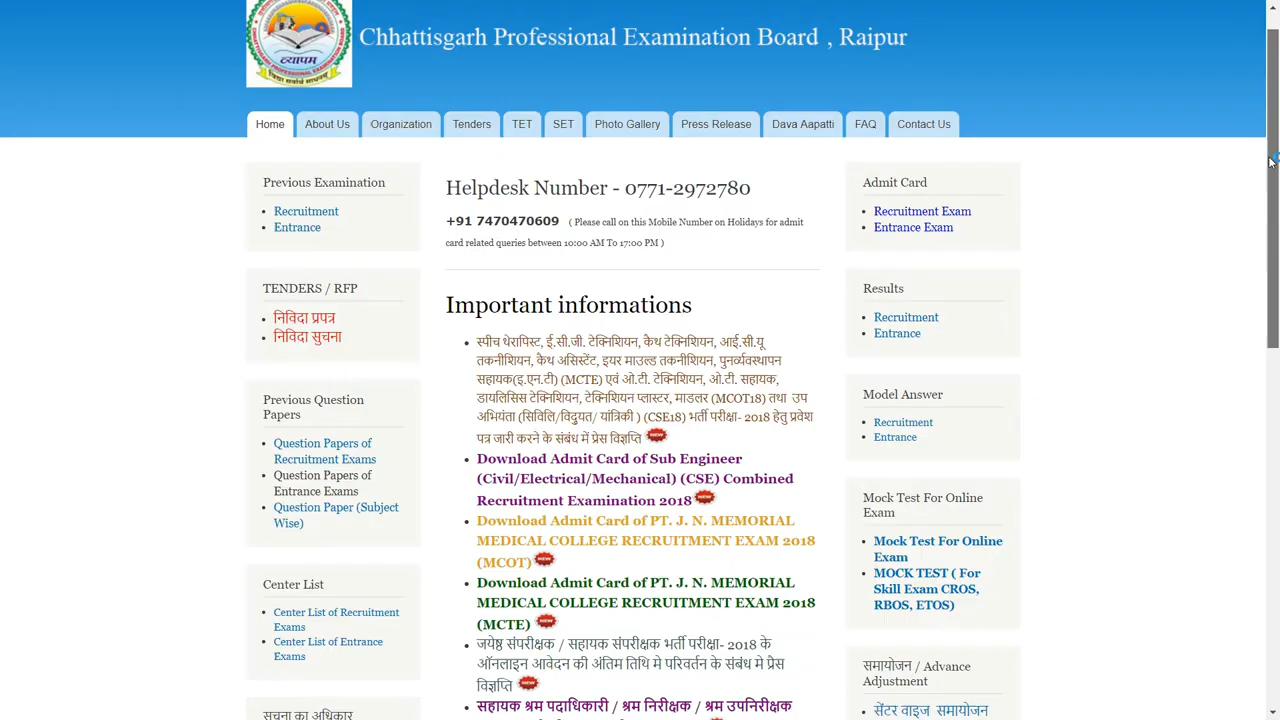 व्यापम
Chhattisgarh Professional Examination Board , Raipur
Home
About Us
Organization
Tenders
TET
SET
Photo Gallery
Press Release
Dava Aapatti
FAQ
Contact Us
Previous Examination
Recruitment
Entrance
TENDERS / RFP
निविदा प्रपत्र
निविदा सुचना
Previous Question
Papers
Question Papers of
Recruitment Exams
Question Papers of
Entrance Exams
Question Paper (Subject
Wise)
Center List
Center List of Recruitment
Exams
Center List of Entrance
Exams
सूचना का अधिकार
Helpdesk Number - 0771-2972780
+91 7470470609 ( Please call on this Mobile Number on Holidays for admit
card related queries between 10:00 AM To 17:00 PM )
Important informations
स्पीच थेरापिस्ट, ई.सी.जी. टेक्निशियन, कैथ टेक्निशियन, आई.सी.यू
तकनीशियन, कैथ असिस्टेंट, इयर माउल्ड तकनीशियन, पुनर्व्यवस्थापन
सहायक(इ.एन.टी) (MCTE) एवं ओ.टी. टेक्निशियन, ओ.टी. सहायक,
डायलिसिस टेक्निशियन, टेक्निशियन प्लास्टर, माडलर (MCOT18) तथा उप
अभियंता (सिविलि/विदुयत/ यांत्रिकी ) (CSE18) भर्ती परीक्षा- 2018 हेतु प्रवेश
पत्र जारी करने के संबंध में प्रेस विज्ञप्ति NEW
Download Admit Card of Sub Engineer
(Civil/Electrical/Mechanical) (CSE) Combined
Recruitment Examination 2018 NEW
Download Admit Card of PT. J. N. MEMORIAL
MEDICAL COLLEGE RECRUITMENT EXAM 2018
(MCOT) NEW
Download Admit Card of PT. J. N. MEMORIAL
MEDICAL COLLEGE RECRUITMENT EXAM 2018
(MCTE) NEW
जयेष्ठ संपरीक्षक / सहायक संपरीक्षक भर्ती परीक्षा- 2018 के
ऑनलाइन आवेदन की अंतिम तिथि मे परिवर्तन के संबंध मे प्रेस
विज्ञप्ति NEW
सहायक श्रम पदाधिकारी / श्रम निरीक्षक / श्रम उपनिरीक्षक
Admit Card
Recruitment Exam
Entrance Exam
Results
Recruitment
Entrance
Model Answer
Recruitment
Entrance
Mock Test For Online
Exam
Mock Test For Online
Exam
MOCK TEST ( For
Skill Exam CROS,
RBOS, ETOS)
समायोजन / Advance
Adjustment
सेंटर वाइज समायोजन